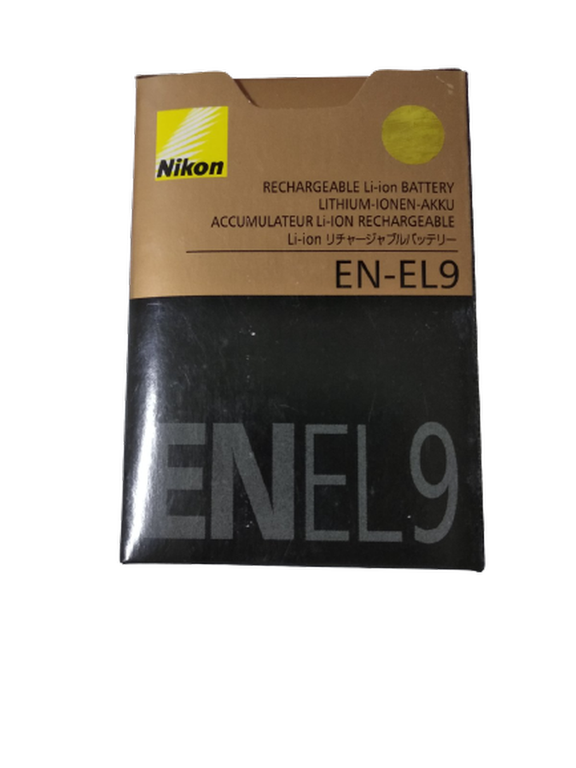 Nikon
RECHARGEABLE Li-ion BATTERY
LITHIUM-IONEN-AKKU
ACCUMULATEUR Li-ION RECHARGEABLE
Li-ion リチャージャブルバッテリー
EN-EL9
ENEL9